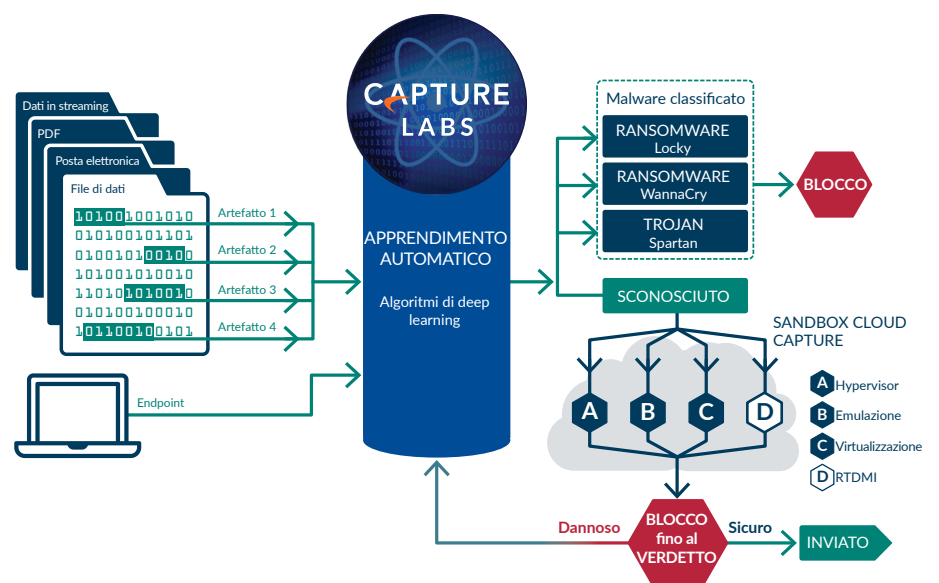 Dati in streaming
PDF
Posta elettronica
File di dati
101001001010
010100101101
010010100100
101001010010
110101010010
010010100101
101100100101
Artefatto 1
Artefatto 2
Artefatto 3
Artefatto 4
Endpoint
CAPTURE
LABS
APPRENDIMENTO
AUTOMATICO
Algoritmi di deep
learning
Malware classificato
RANSOMWARE
Locky
RANSOMWARE
WannaCry
TROJAN
Spartan
BLOCCO
SCONOSCIUTO
SANDBOX CLOUD
CAPTURE
A
B
C
D
A Hypervisor
B Emulazione
C Virtualizzazione
D RTDMI
Dannoso
BLOCCO
fino al
VERDETTO
Sicuro
INVIATO